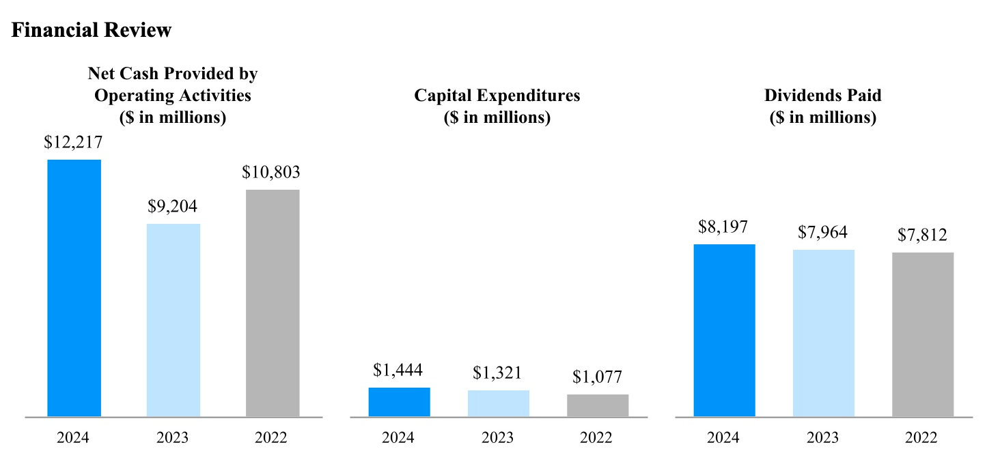 Financial Review
Net Cash Provided by
Operating Activities
($ in millions)
$12,217
$9,204
$10,803
2024
2023
2022
Capital Expenditures
($ in millions)
$1,444
$1,321
$1,077
2024
2023
2022
Dividends Paid
($ in millions)
$8,197
$7,964
$7,812
2024
2023
2022